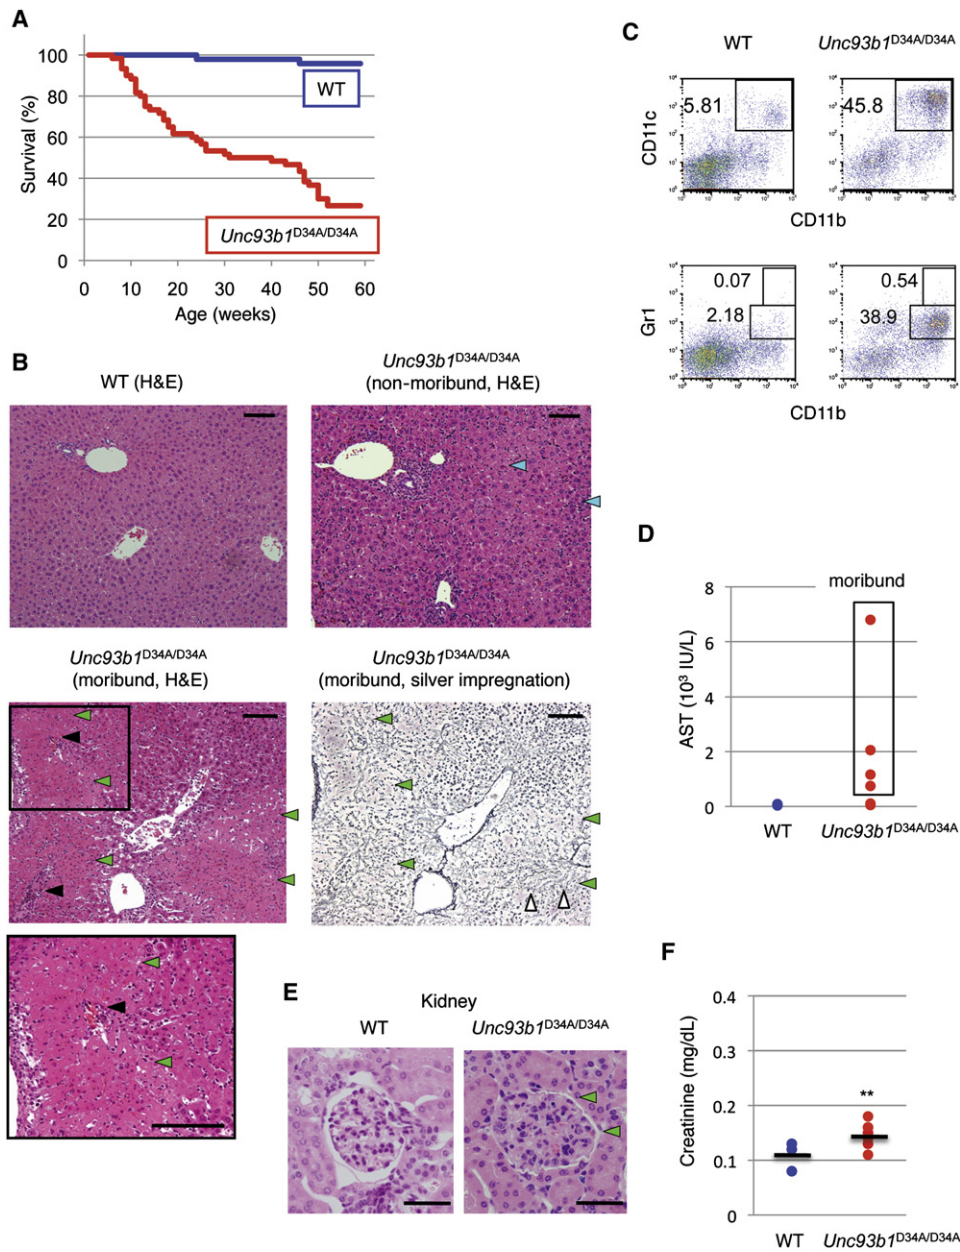 A
Survival (%)
100
80
60
40
20
0
WT
Unc93b1D34A/D34A
0 10 20 30 40 50 60
Age (weeks)
B
WT (H&E)
Unc93b1D34A/D34A
(non-moribund, H&E)
Unc93b1D34A/D34A
(moribund, H&E)
Unc93b1D34A/D34A
(moribund, silver impregnation)
C
WT Unc93b1D34A/D34A
CD11c
5.81
45.8
CD11b
Gr1
0.07
2.18
0.54
38.9
CD11b
D
moribund
AST (10³ IU/L)
8
6
4
2
0
WT Unc93b1D34A/D34A
E
Kidney
WT Unc93b1D34A/D34A
F
Creatinine (mg/dL)
0.4
0.3
0.2
0.1
0
**
WT Unc93b1D34A/D34A